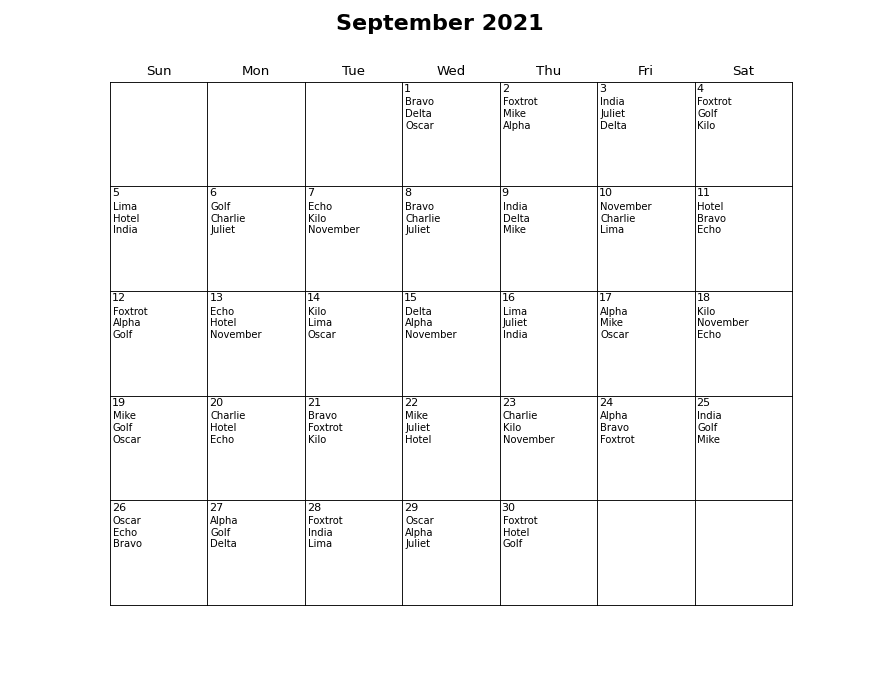 September 2021
Sun Mon Tue Wed Thu Fri Sat
1
Bravo
Delta
Oscar
2
Foxtrot
Mike
Alpha
3
India
Juliet
Delta
4
Foxtrot
Golf
Kilo
5
Lima
Hotel
India
6
Golf
Charlie
Juliet
7
Echo
Kilo
November
8
Bravo
Charlie
Juliet
9
India
Delta
Mike
10
November
Charlie
Lima
11
Hotel
Bravo
Echo
12
Foxtrot
Alpha
Golf
13
Echo
Hotel
November
14
Kilo
Lima
Oscar
15
Delta
Alpha
November
16
Lima
Juliet
India
17
Alpha
Mike
Oscar
18
Kilo
November
Echo
19
Mike
Golf
Oscar
20
Charlie
Hotel
Echo
21
Bravo
Foxtrot
Kilo
22
Mike
Juliet
Hotel
23
Charlie
Kilo
November
24
Alpha
Bravo
Foxtrot
25
India
Golf
Mike
26
Oscar
Echo
Bravo
27
Alpha
Golf
Delta
28
Foxtrot
India
Lima
29
Oscar
Alpha
Juliet
30
Foxtrot
Hotel
Golf